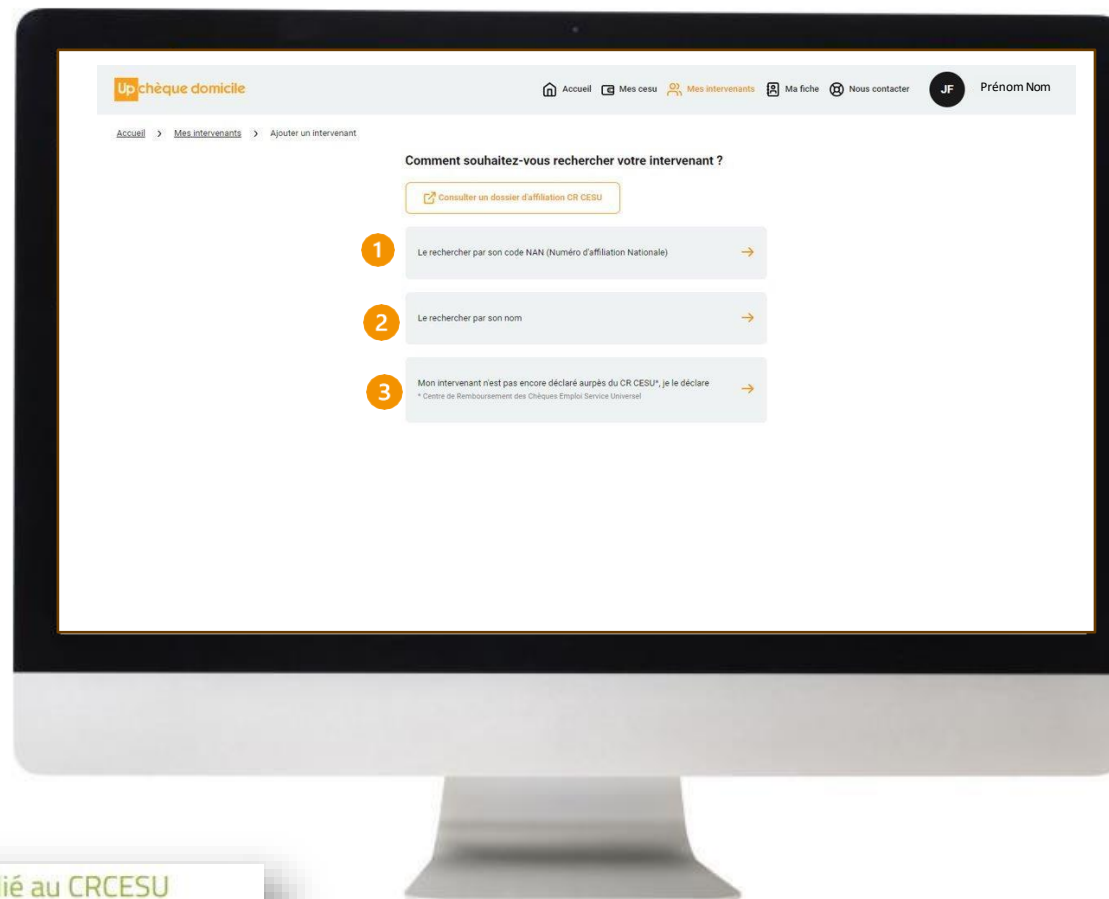 Up chèque domicile
Accueil Mes cesu Mes intervenants Ma fiche Nous contacter JF Prénom Nom
Accueil > Mes intervenants > Ajouter un intervenant
Comment souhaitez-vous rechercher votre intervenant ?
Consulter un dossier d'affiliation CR CESU
1 Le rechercher par son code NAN (Numéro d'affiliation Nationale)
2 Le rechercher par son nom
3 Mon intervenant n'est pas encore déclaré aurpès du CR CESU*, je le déclare
* Centre de Remboursement des Chèques Emploi Service Universel
lié au CRCESU